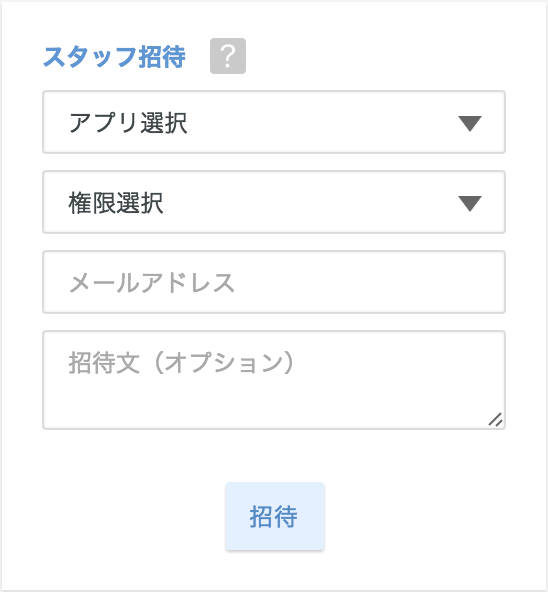 スタッフ招待 ?
アプリ選択
権限選択
メールアドレス
招待文（オプション）
招待